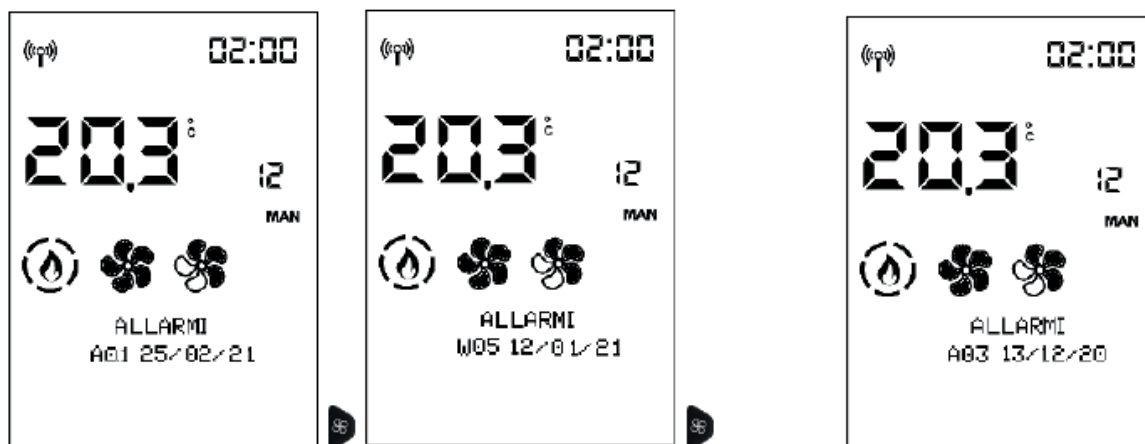 02:00
20,3 °C
12
MAN
ALLARMI
A01 25/02/21
02:00
20,3 °C
12
MAN
ALLARMI
W05 12/01/21
02:00
20,3 °C
12
MAN
ALLARMI
A03 13/12/20